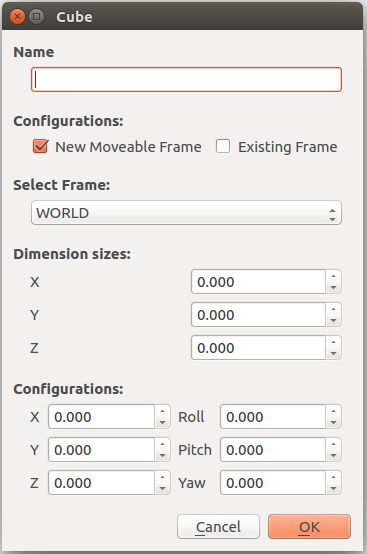 Cube
Name
Configurations:
New Moveable Frame Existing Frame
Select Frame:
WORLD
Dimension sizes:
X 0.000
Y 0.000
Z 0.000
Configurations:
X 0.000 Roll 0.000
Y 0.000 Pitch 0.000
Z 0.000 Yaw 0.000
Cancel OK